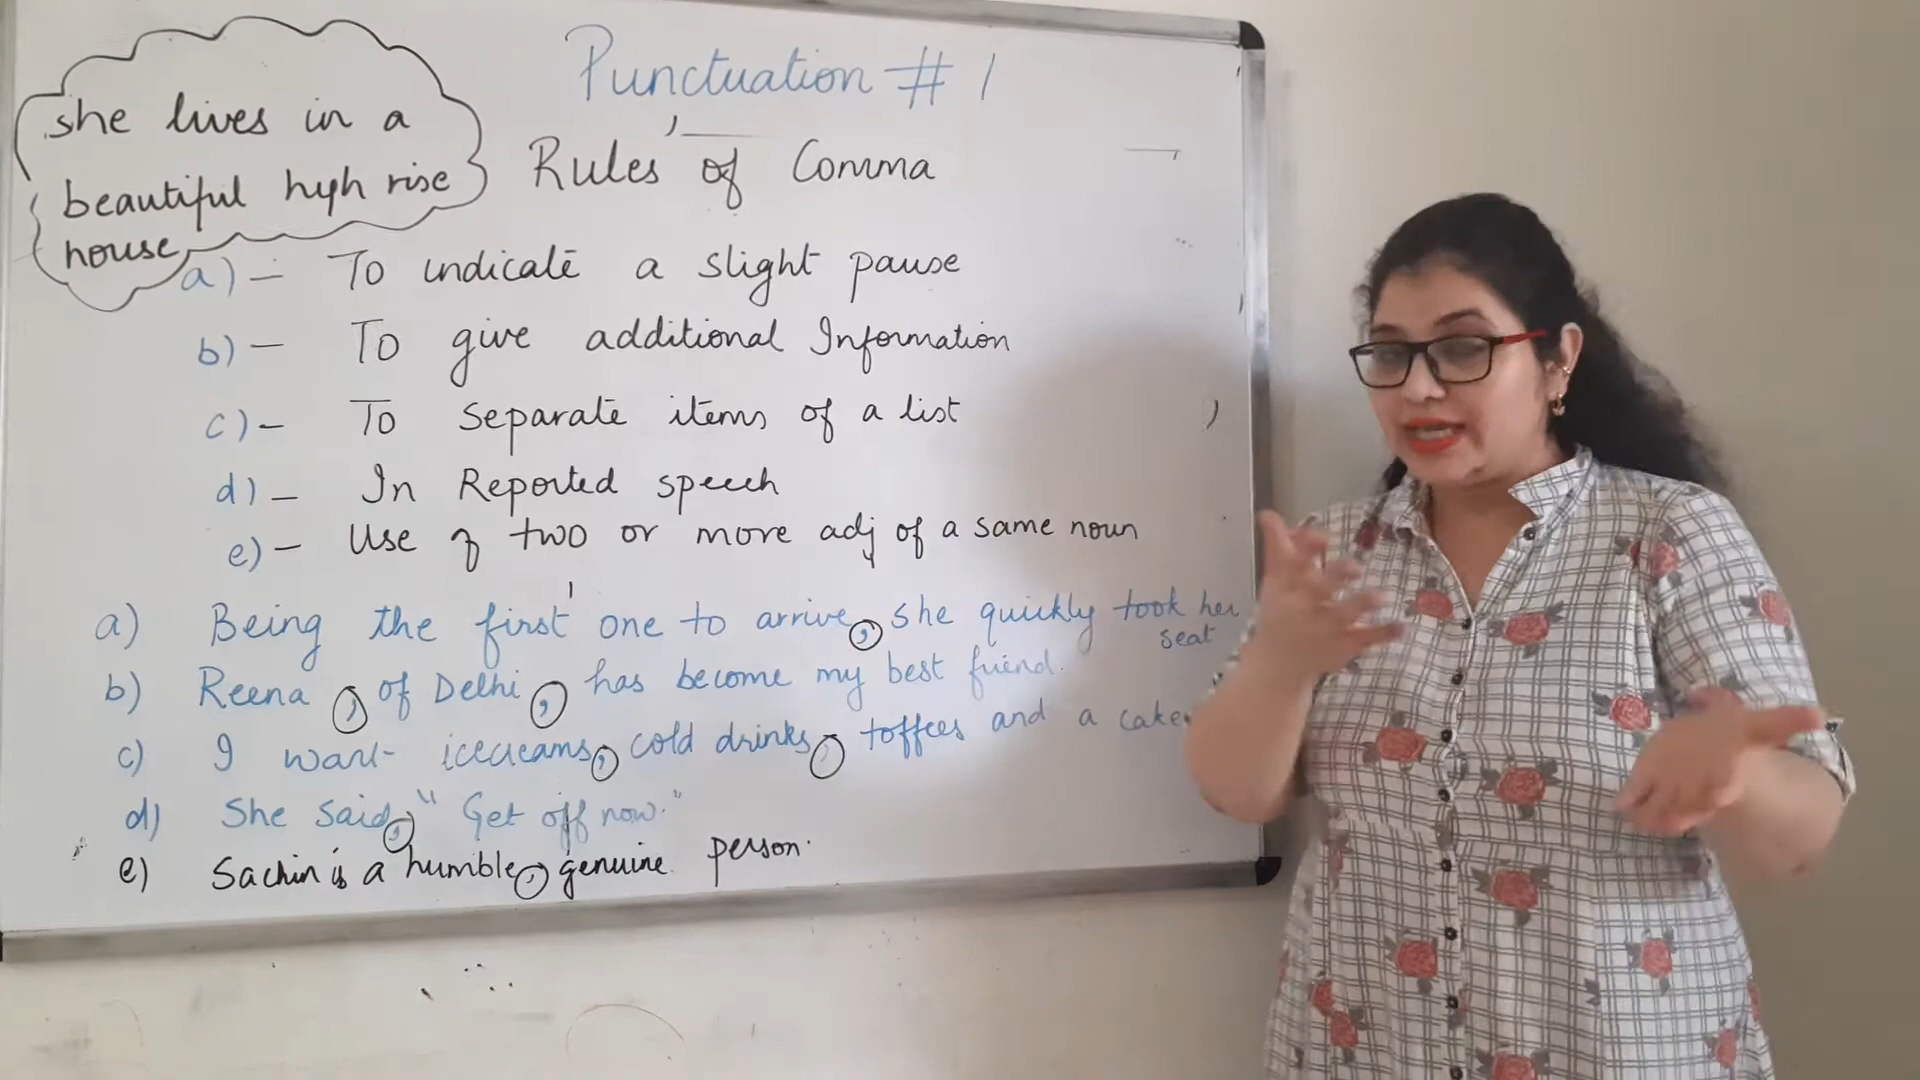 Punctuation # 1
she lives in a
beautiful high rise
house
Rules of Comma
a) – To indicate a slight pause
b) – To give additional Information
c) – To separate items of a list
d) – In Reported speech
e) – Use of two or more adj of a same noun
a) Being the first one to arrive, she quickly took her
seat
b) Reena , of Delhi , has become my best friend.
c) I want icecreams, cold drinks, toffees and a cake
d) She said, " Get off now."
e) Sachin is a humble, genuine person.